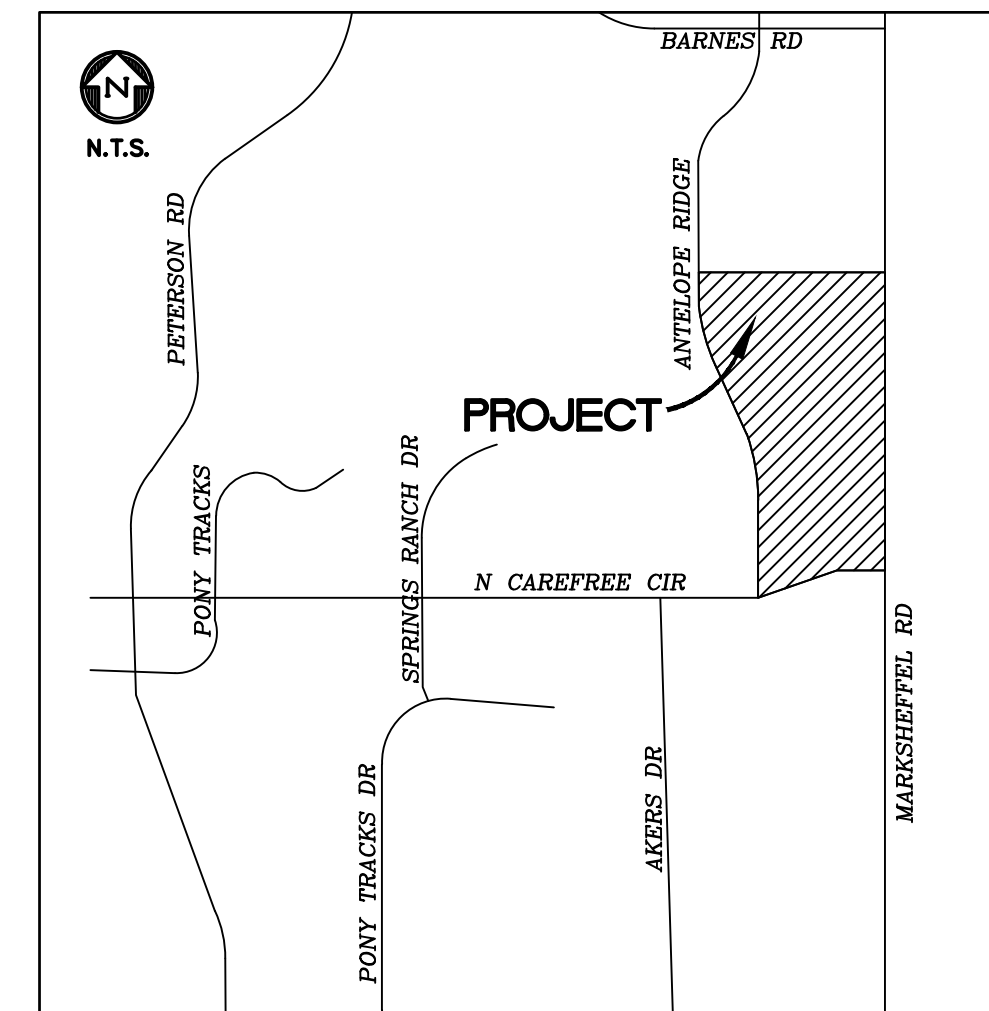 BARNES RD
N
N.T.S.
PETERSON RD
ANTELOPE RIDGE
PROJECT
PONY TRACKS
SPRINGS RANCH DR
N CAREFREE CIR
MARKSHEFFEL RD
AKERS DR
PONY TRACKS DR